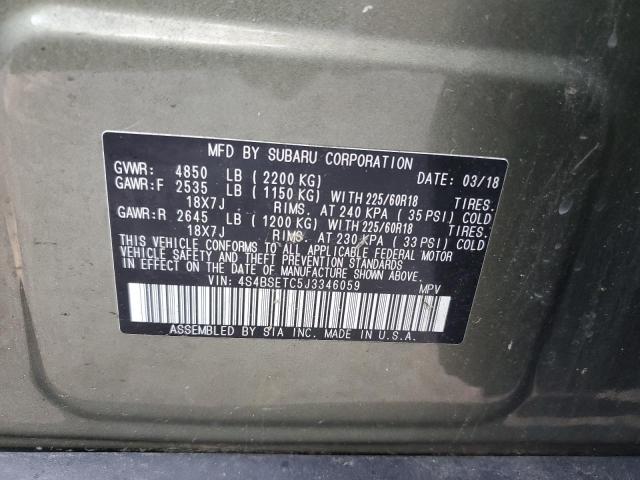 MFD BY SUBARU CORPORATION
GVWR: 4850 LB ( 2200 KG) DATE: 03/18
GAWR:F 2535 LB ( 1150 KG) WITH 225/60R18 TIRES.
18X7J RIMS. AT 240 KPA ( 35 PSI) COLD
GAWR:R 2645 LB ( 1200 KG) WITH 225/60R18 TIRES.
18X7J RIMS. AT 230 KPA ( 33 PSI) COLD
THIS VEHICLE CONFORMS TO ALL APPLICABLE FEDERAL MOTOR
VEHICLE SAFETY AND THEFT PREVENTION STANDARDS
IN EFFECT ON THE DATE OF MANUFACTURE SHOWN ABOVE.
VIN: 4S4BSETC5J3346059 MPV
ASSEMBLED BY SIA INC. MADE IN U.S.A.